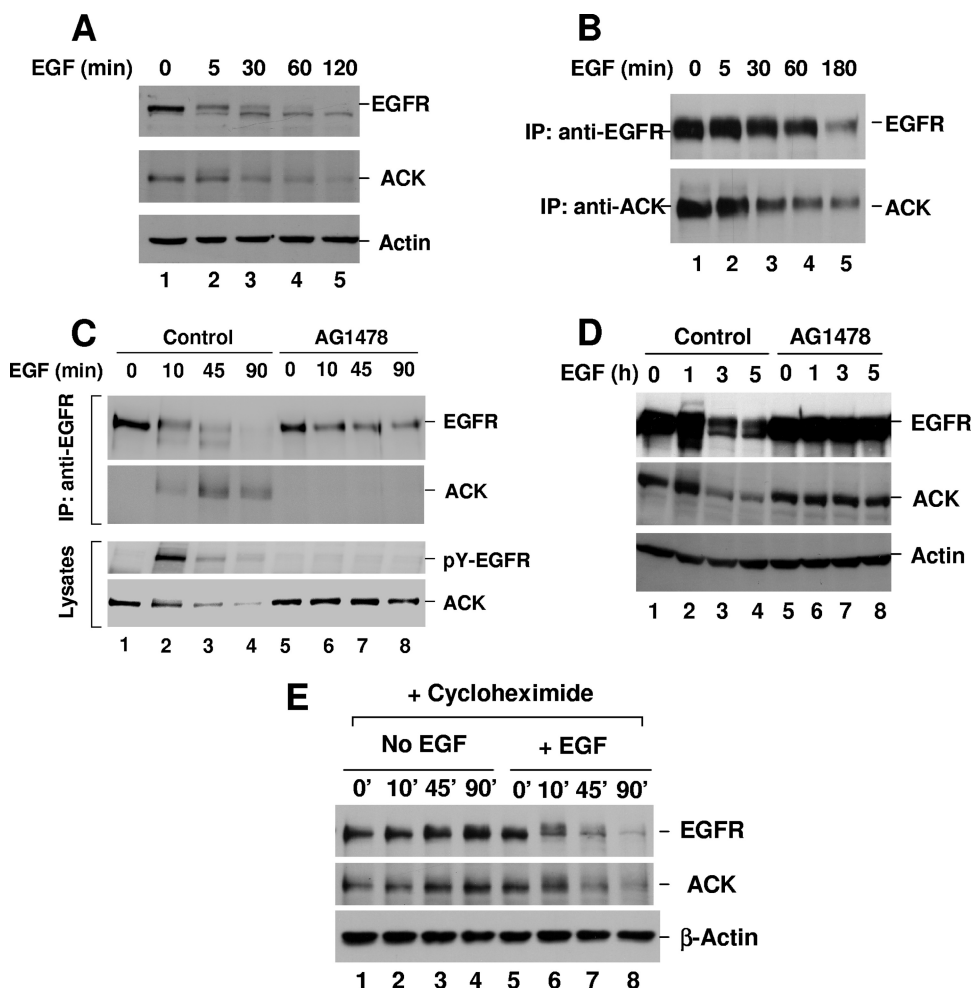 A
EGF (min) 0 5 30 60 120
EGFR
ACK
Actin
1 2 3 4 5
B
EGF (min) 0 5 30 60 180
IP: anti-EGFR
EGFR
IP: anti-ACK
ACK
1 2 3 4 5
C
Control AG1478
EGF (min) 0 10 45 90 0 10 45 90
IP: anti-EGFR
EGFR
ACK
Lysates
pY-EGFR
ACK
1 2 3 4 5 6 7 8
D
Control AG1478
EGF (h) 0 1 3 5 0 1 3 5
EGFR
ACK
Actin
1 2 3 4 5 6 7 8
E
+ Cycloheximide
No EGF + EGF
0’ 10’ 45’ 90’ 0’ 10’ 45’ 90’
EGFR
ACK
β-Actin
1 2 3 4 5 6 7 8